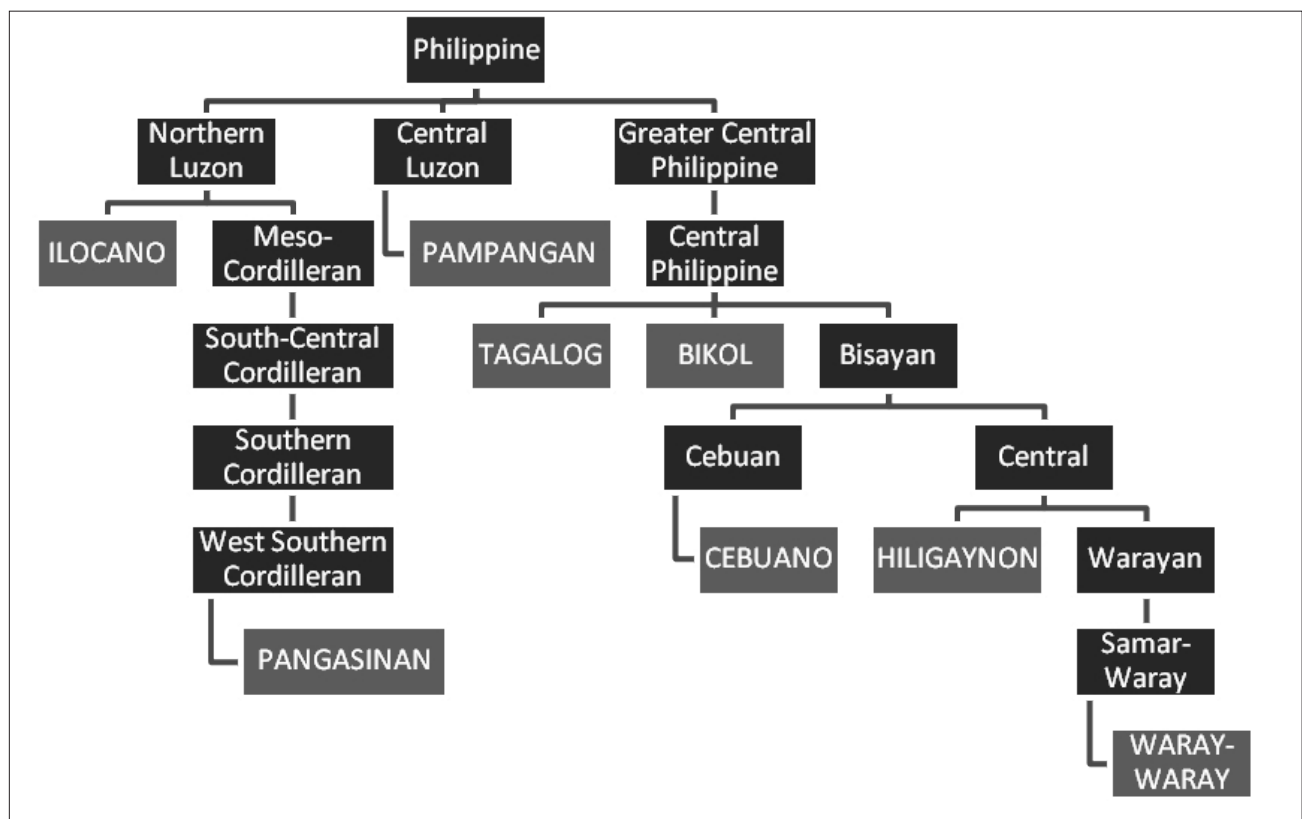 Philippine
Northern
Luzon
Central
Luzon
Greater Central
Philippine
ILOCANO
Meso-
Cordilleran
PAMPANGAN
Central
Philippine
South-Central
Cordilleran
TAGALOG
BIKOL
Bisayan
Southern
Cordilleran
Cebuan
Central
West Southern
Cordilleran
CEBUANO
HILIGAYNON
Warayan
PANGASINAN
Samar-
Waray
WARAY-
WARAY